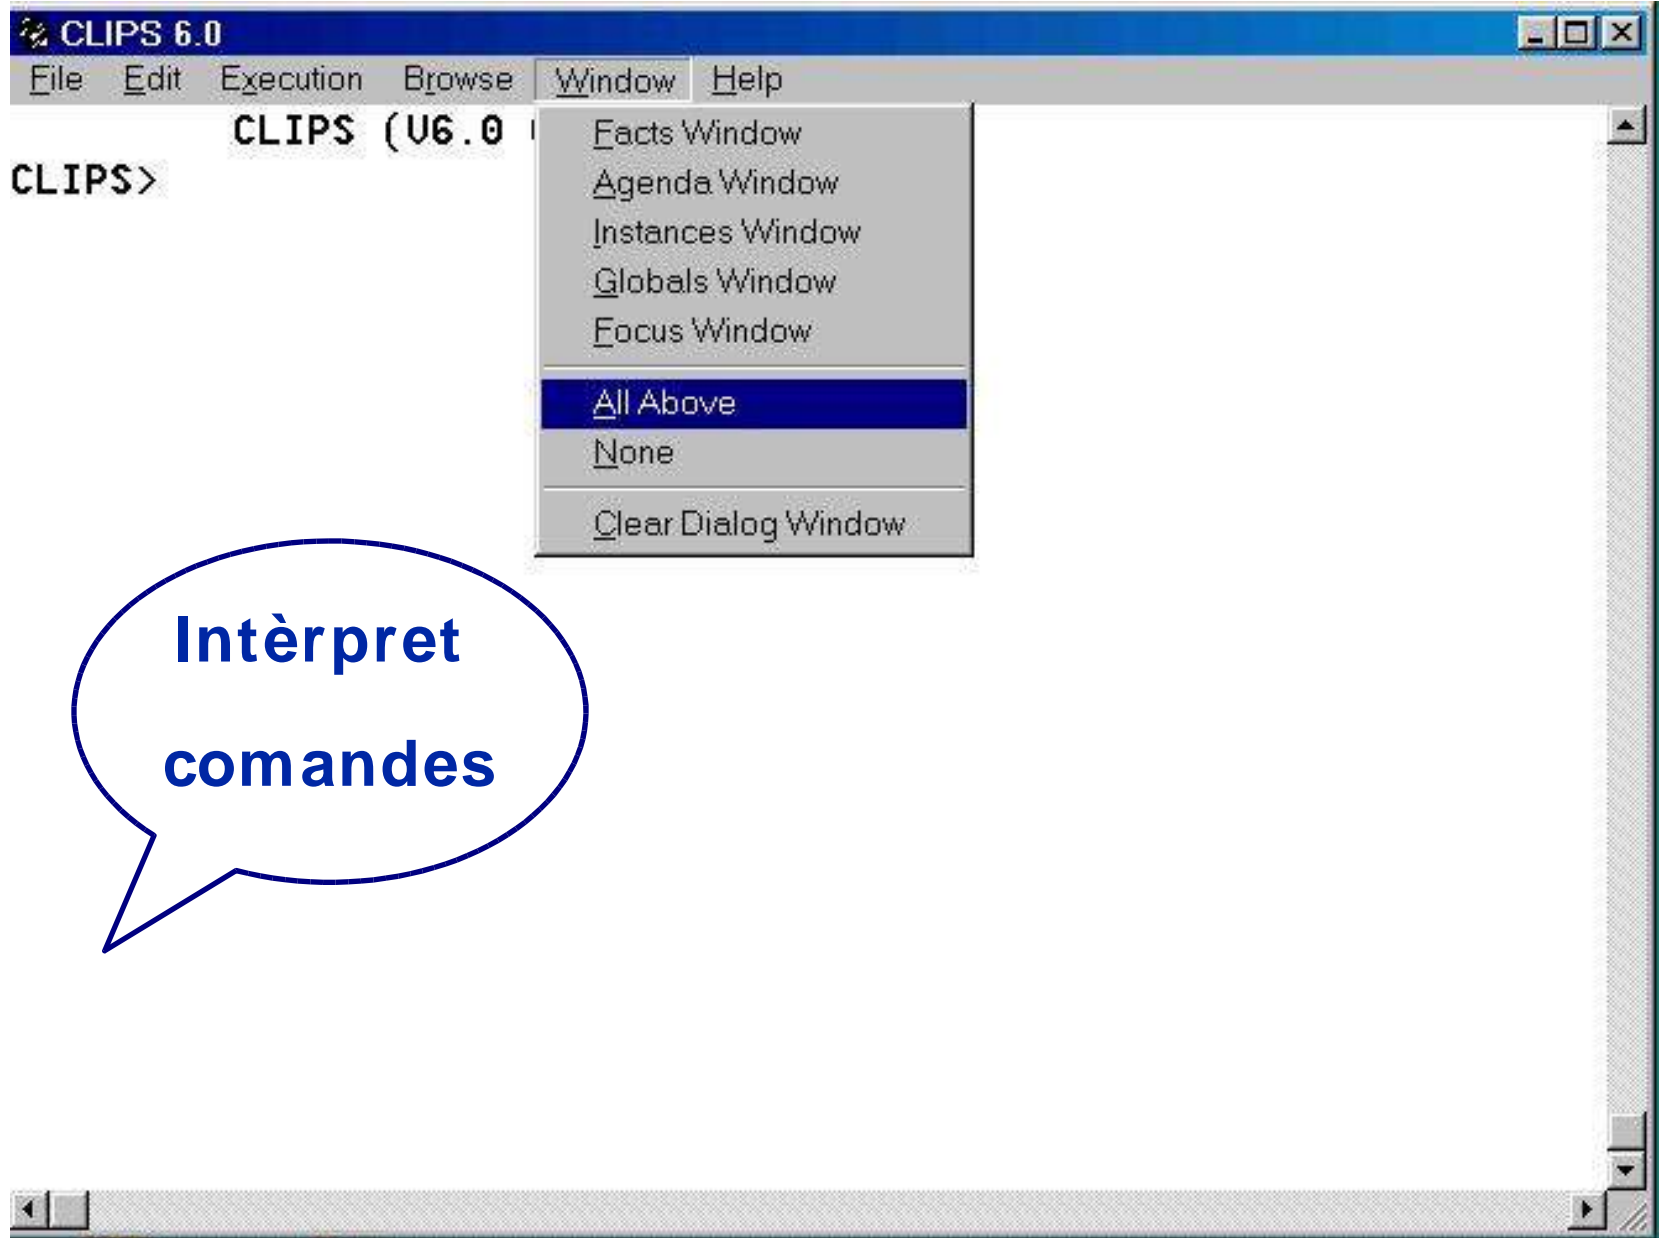 CLIPS 6.0
File Edit Execution Browse Window Help
CLIPS (V6.0
CLIPS>
Facts Window
Agenda Window
Instances Window
Globals Window
Focus Window
All Above
None
Clear Dialog Window
Intèrpret
comandes